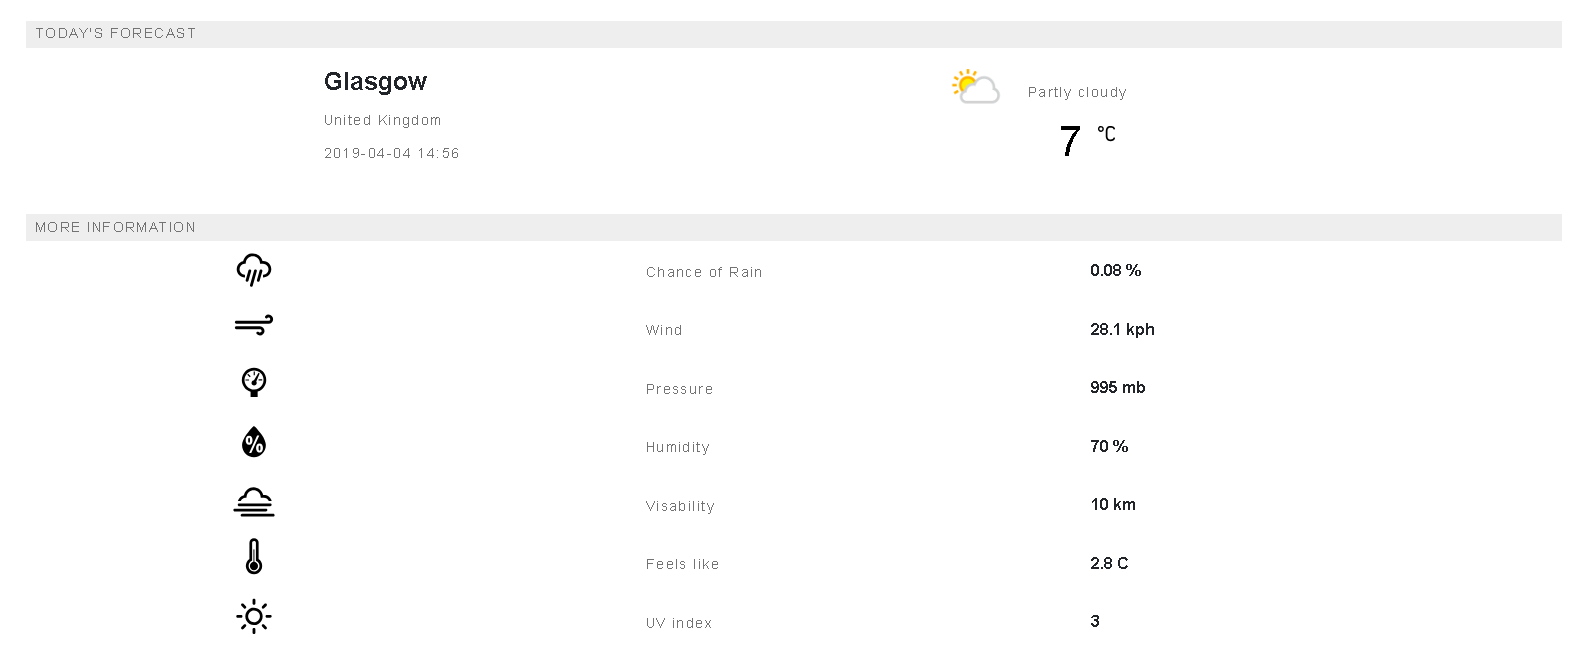 TODAY'S FORECAST
Glasgow
Partly cloudy
United Kingdom
7 °C
2019-04-04 14:56
MORE INFORMATION
Chance of Rain 0.08 %
Wind 28.1 kph
Pressure 995 mb
% Humidity 70 %
Visability 10 km
Feels like 2.8 C
UV index 3